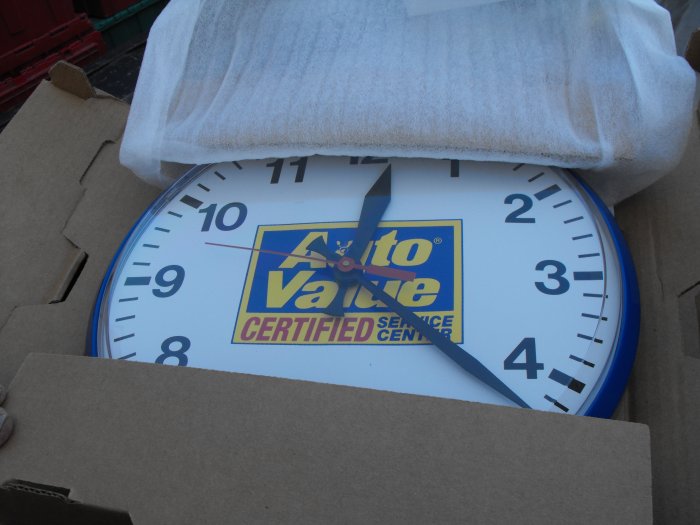 11 12 1
10 2
9 3
8 4
Auto®
Value
CERTIFIED SERVICE
CENTER